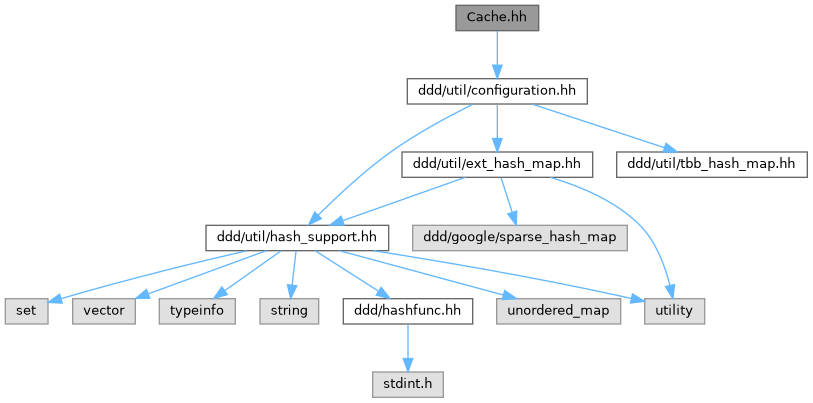 Cache.hh
ddd/util/configuration.hh
ddd/util/ext_hash_map.hh
ddd/util/tbb_hash_map.hh
ddd/util/hash_support.hh
ddd/google/sparse_hash_map
set
vector
typeinfo
string
ddd/hashfunc.hh
unordered_map
utility
stdint.h